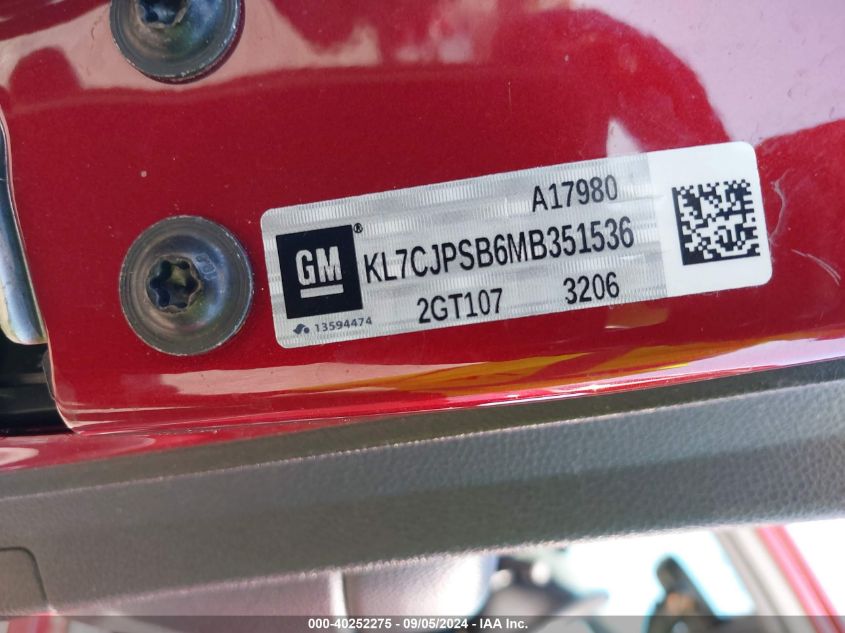 A17980
GM®
KL7CJPSB6MB351536
2GT107 3206
13594474
000-40252275 - 09/05/2024 - IAA Inc.